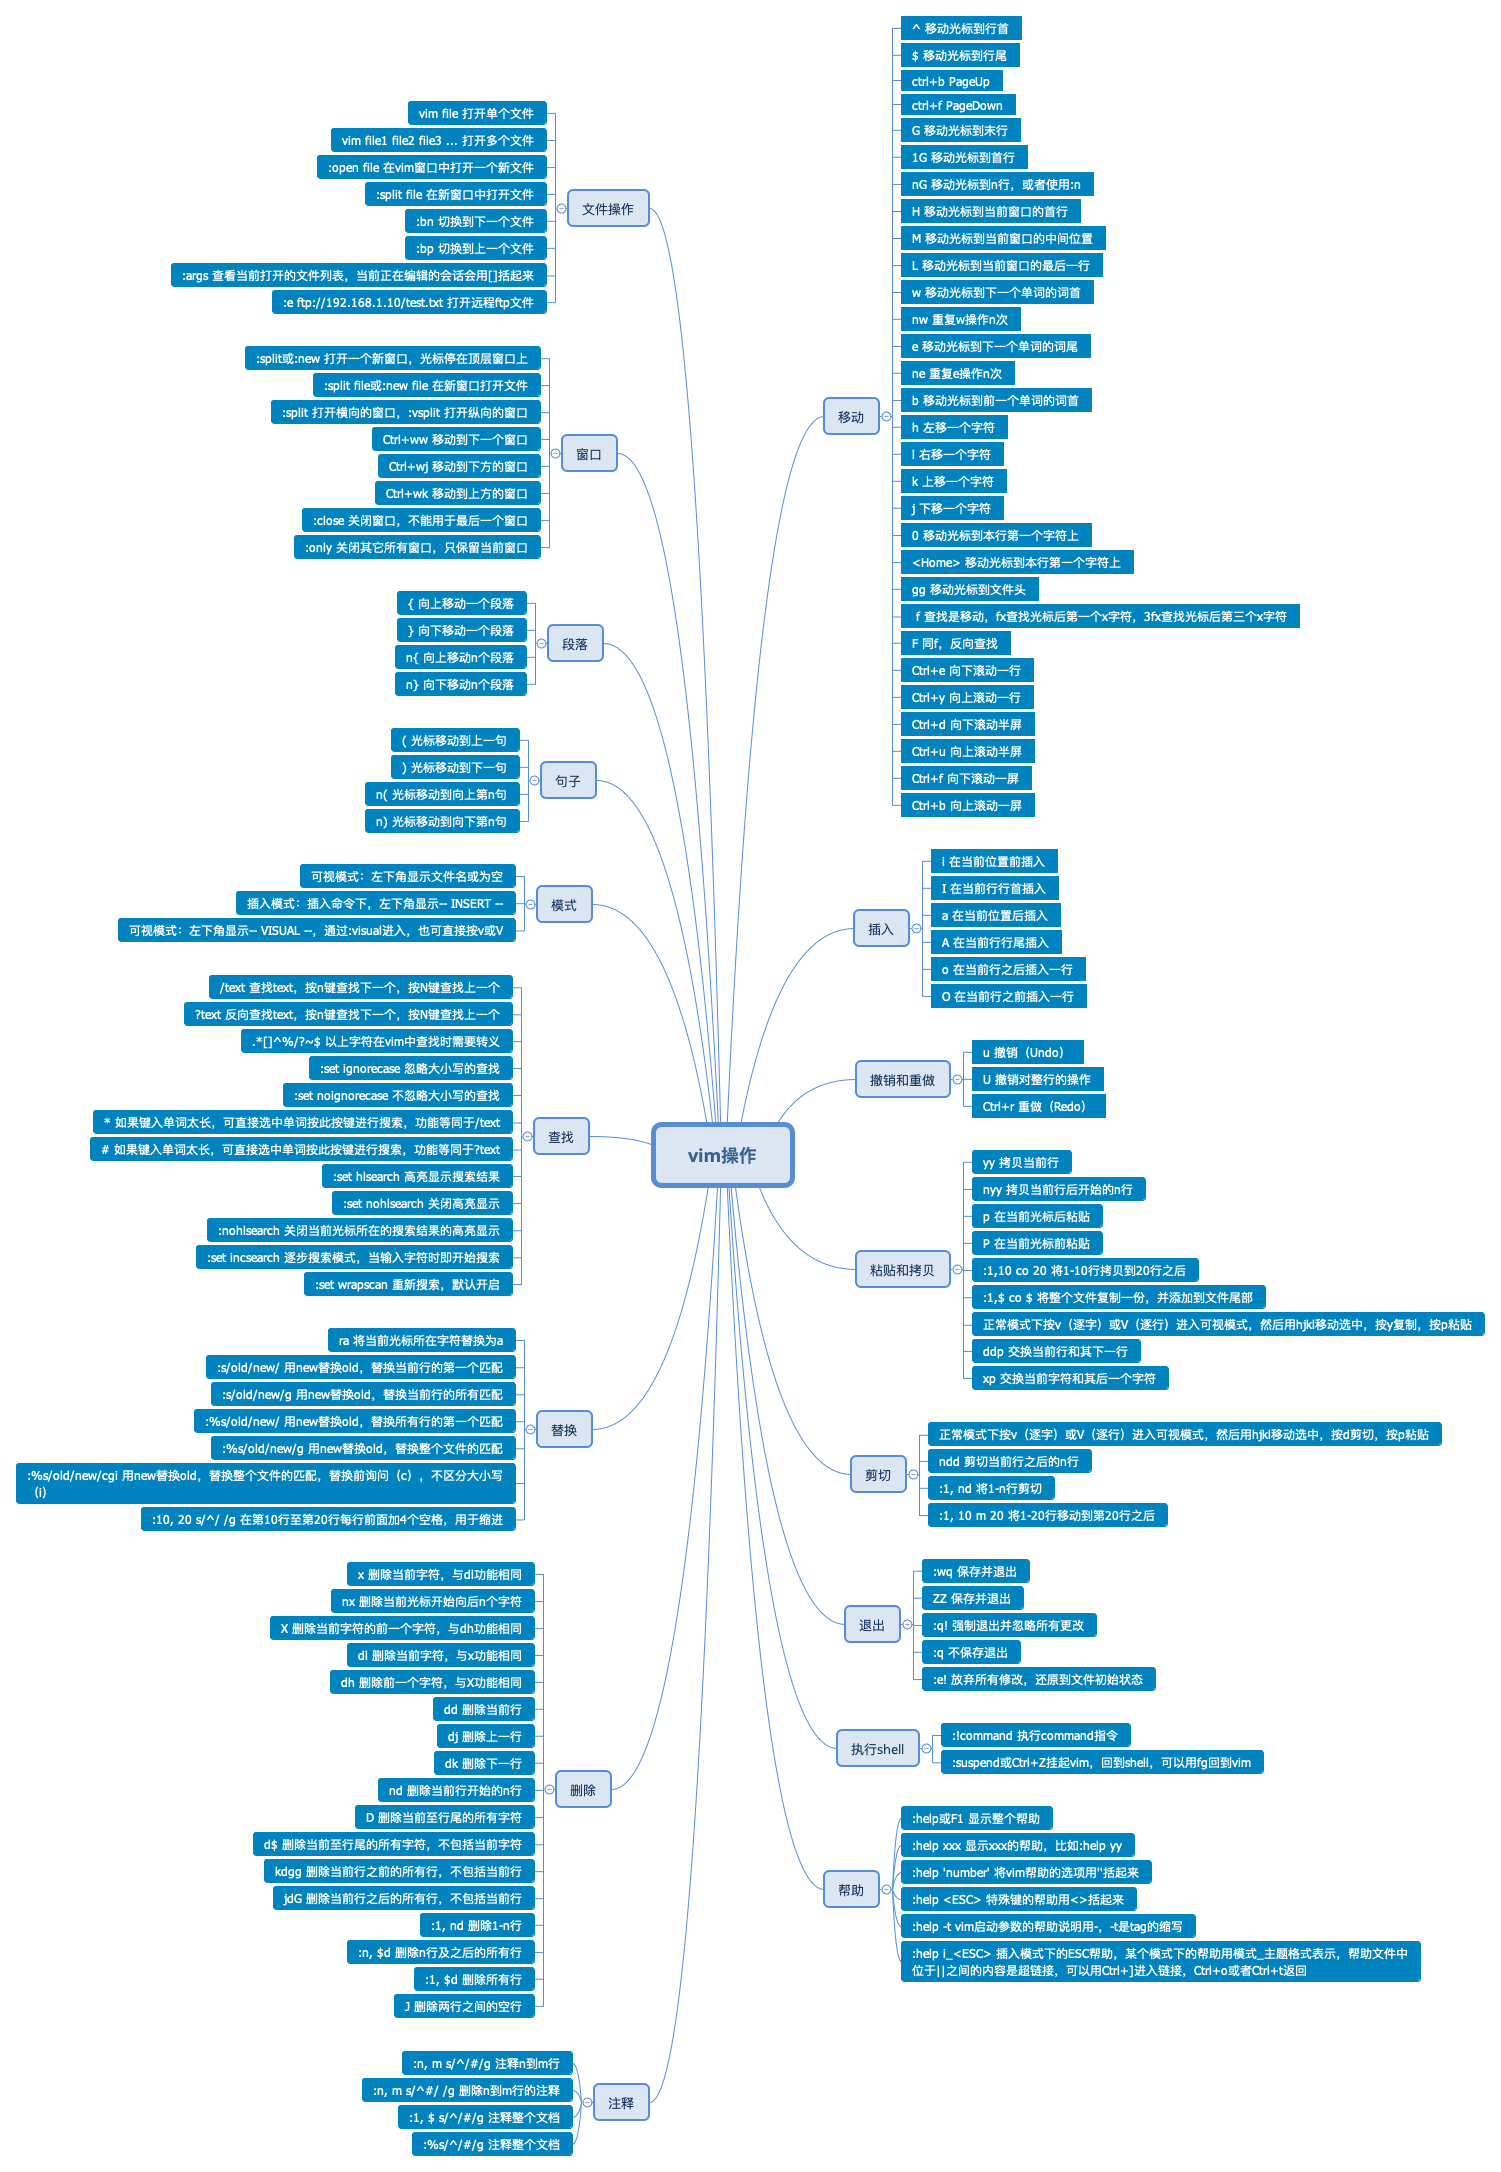 vim操作
文件操作
vim file 打开单个文件
vim file1 file2 file3 ... 打开多个文件
:open file 在vim窗口中打开一个新文件
:split file 在新窗口中打开文件
:bn 切换到下一个文件
:bp 切换到上一个文件
:args 查看当前打开的文件列表，当前正在编辑的会话会用[]括起来
:e ftp://192.168.1.10/test.txt 打开远程ftp文件
窗口
:split或:new 打开一个新窗口，光标停在顶层窗口上
:split file或:new file 在新窗口打开文件
:split 打开横向的窗口，:vsplit 打开纵向的窗口
Ctrl+ww 移动到下一个窗口
Ctrl+wj 移动到下方的窗口
Ctrl+wk 移动到上方的窗口
:close 关闭窗口，不能用于最后一个窗口
:only 关闭其它所有窗口，只保留当前窗口
段落
{ 向上移动一个段落
} 向下移动一个段落
n{ 向上移动n个段落
n} 向下移动n个段落
句子
( 光标移动到上一句
) 光标移动到下一句
n( 光标移动到向上第n句
n) 光标移动到向下第n句
模式
可视模式：左下角显示文件名或为空
插入模式：插入命令下，左下角显示-- INSERT --
可视模式：左下角显示-- VISUAL --，通过:visual进入，也可直接按v或V
查找
/text 查找text，按n键查找下一个，按N键查找上一个
?text 反向查找text，按n键查找下一个，按N键查找上一个
.*[]^%/?~$ 以上字符在vim中查找时需要转义
:set ignorecase 忽略大小写的查找
:set noignorecase 不忽略大小写的查找
* 如果键入单词太长，可直接选中单词按此按键进行搜索，功能等同于/text
# 如果键入单词太长，可直接选中单词按此按键进行搜索，功能等同于?text
:set hlsearch 高亮显示搜索结果
:set nohlsearch 关闭高亮显示
:nohlsearch 关闭当前光标所在的搜索结果的高亮显示
:set incsearch 逐步搜索模式，当输入字符时即开始搜索
:set wrapscan 重新搜索，默认开启
替换
ra 将当前光标所在字符替换为a
:s/old/new/ 用new替换old，替换当前行的第一个匹配
:s/old/new/g 用new替换old，替换当前行的所有匹配
:%s/old/new/ 用new替换old，替换所有行的第一个匹配
:%s/old/new/g 用new替换old，替换整个文件的匹配
:%s/old/new/cgi 用new替换old，替换整个文件的匹配，替换前询问（c），不区分大小写
（i）
:10, 20 s/^/ /g 在第10行至第20行每行前面加4个空格，用于缩进
删除
x 删除当前字符，与dl功能相同
nx 删除当前光标开始向后n个字符
X 删除当前字符的前一个字符，与dh功能相同
dl 删除当前字符，与x功能相同
dh 删除前一个字符，与X功能相同
dd 删除当前行
dj 删除上一行
dk 删除下一行
nd 删除当前行开始的n行
D 删除当前至行尾的所有字符
d$ 删除当前至行尾的所有字符，不包括当前字符
kdgg 删除当前行之前的所有行，不包括当前行
jdG 删除当前行之后的所有行，不包括当前行
:1, nd 删除1-n行
:n, $d 删除n行及之后的所有行
:1, $d 删除所有行
J 删除两行之间的空行
注释
:n, m s/^/#/g 注释n到m行
:n, m s/^#/ /g 删除n到m行的注释
:1, $ s/^/#/g 注释整个文档
:%s/^/#/g 注释整个文档
移动
^ 移动光标到行首
$ 移动光标到行尾
ctrl+b PageUp
ctrl+f PageDown
G 移动光标到末行
1G 移动光标到首行
nG 移动光标到n行，或者使用:n
H 移动光标到当前窗口的首行
M 移动光标到当前窗口的中间位置
L 移动光标到当前窗口的最后一行
w 移动光标到下一个单词的词首
nw 重复w操作n次
e 移动光标到下一个单词的词尾
ne 重复e操作n次
b 移动光标到前一个单词的词首
h 左移一个字符
l 右移一个字符
k 上移一个字符
j 下移一个字符
0 移动光标到本行第一个字符上
<Home> 移动光标到本行第一个字符上
gg 移动光标到文件头
f 查找是移动，fx查找光标后第一个x字符，3fx查找光标后第三个x字符
F 同f，反向查找
Ctrl+e 向下滚动一行
Ctrl+y 向上滚动一行
Ctrl+d 向下滚动半屏
Ctrl+u 向上滚动半屏
Ctrl+f 向下滚动一屏
Ctrl+b 向上滚动一屏
插入
i 在当前位置前插入
I 在当前行行首插入
a 在当前位置后插入
A 在当前行行尾插入
o 在当前行之后插入一行
O 在当前行之前插入一行
撤销和重做
u 撤销（Undo）
U 撤销对整行的操作
Ctrl+r 重做（Redo）
粘贴和拷贝
yy 拷贝当前行
nyy 拷贝当前行后开始的n行
p 在当前光标后粘贴
P 在当前光标前粘贴
:1,10 co 20 将1-10行拷贝到20行之后
:1,$ co $ 将整个文件复制一份，并添加到文件尾部
正常模式下按v（逐字）或V（逐行）进入可视模式，然后用hjkl移动选中，按y复制，按p粘贴
ddp 交换当前行和其下一行
xp 交换当前字符和其后一个字符
剪切
正常模式下按v（逐字）或V（逐行）进入可视模式，然后用hjkl移动选中，按d剪切，按p粘贴
ndd 剪切当前行之后的n行
:1, nd 将1-n行剪切
:1, 10 m 20 将1-20行移动到第20行之后
退出
:wq 保存并退出
ZZ 保存并退出
:q! 强制退出并忽略所有更改
:q 不保存退出
:e! 放弃所有修改，还原到文件初始状态
执行shell
:!command 执行command指令
:suspend或Ctrl+Z挂起vim，回到shell，可以用fg回到vim
帮助
:help或F1 显示整个帮助
:help xxx 显示xxx的帮助，比如:help yy
:help 'number' 将vim帮助的选项用''括起来
:help <ESC> 特殊键的帮助用<>括起来
:help -t vim启动参数的帮助说明用-，-t是tag的缩写
:help i_<ESC> 插入模式下的ESC帮助，某个模式下的帮助用模式_主题格式表示，帮助文件中
位于||之间的内容是超链接，可以用Ctrl+]进入链接，Ctrl+o或者Ctrl+t返回